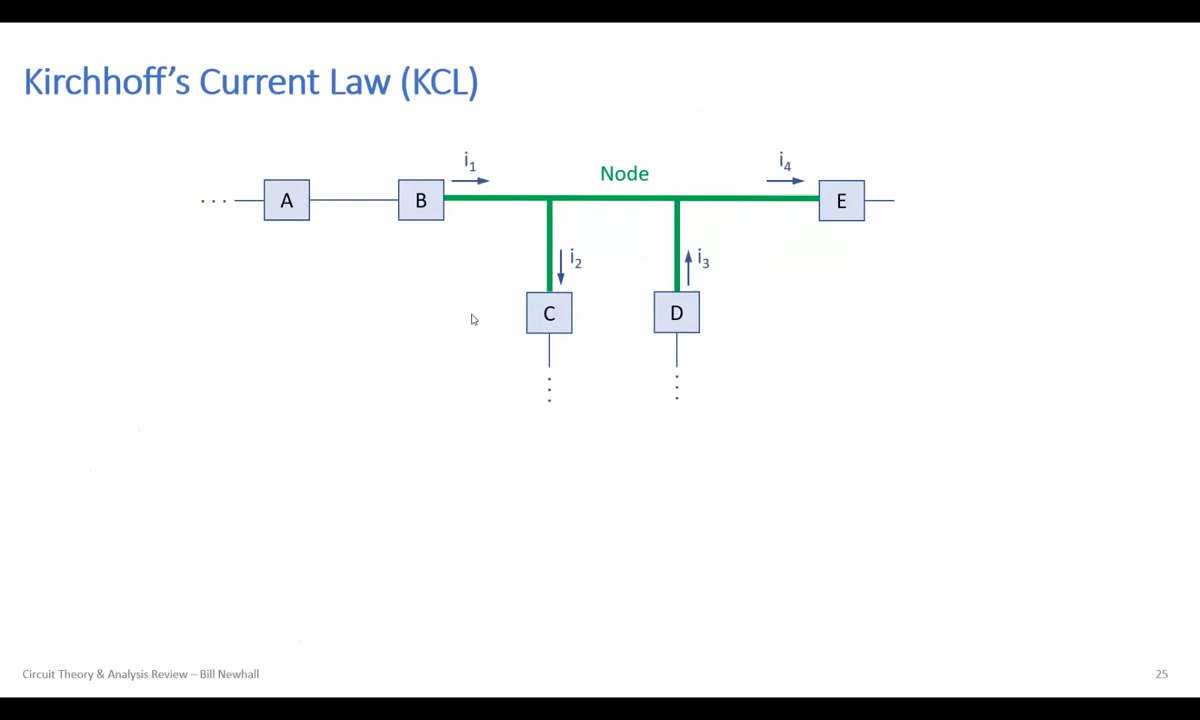 Kirchhoff's Current Law (KCL)
i₁
Node
i₄
. . .
A
B
E
i₂
i₃
C
D
Circuit Theory & Analysis Review – Bill Newhall
25